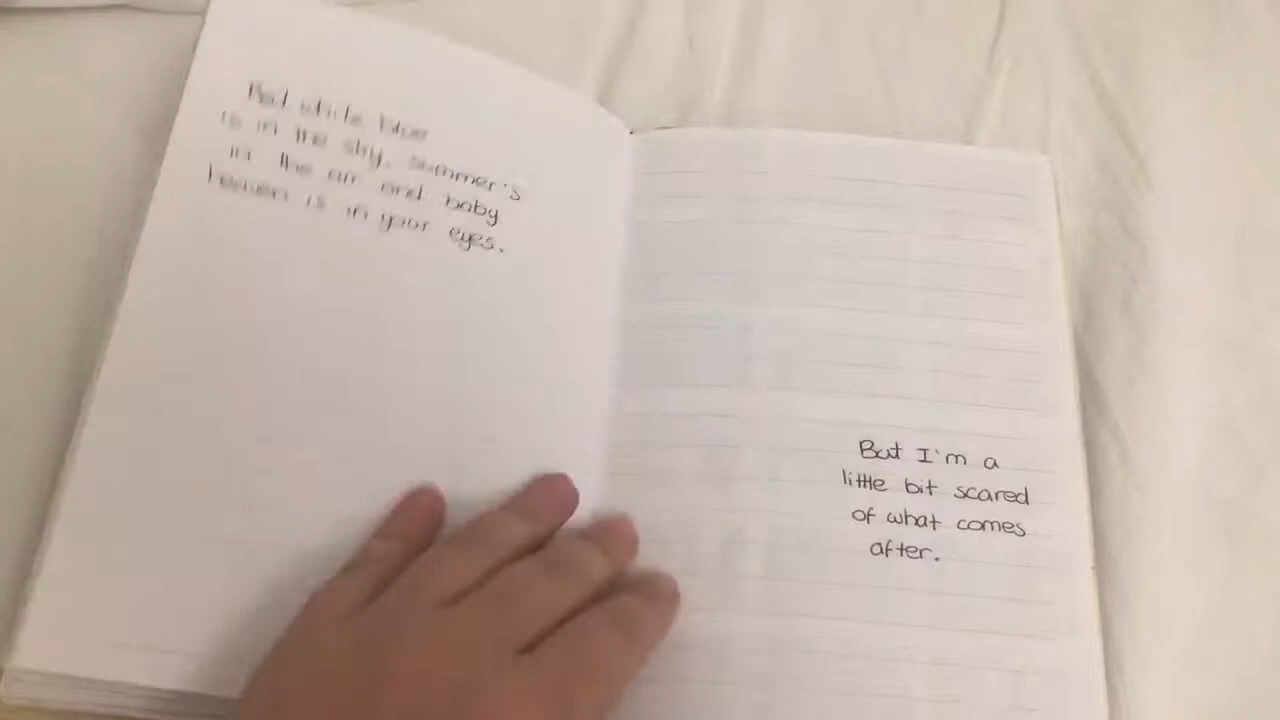 Red white blue
is in the sky, summer's
in the air and baby
heaven is in your eyes.
But I'm a
little bit scared
of what comes
after.